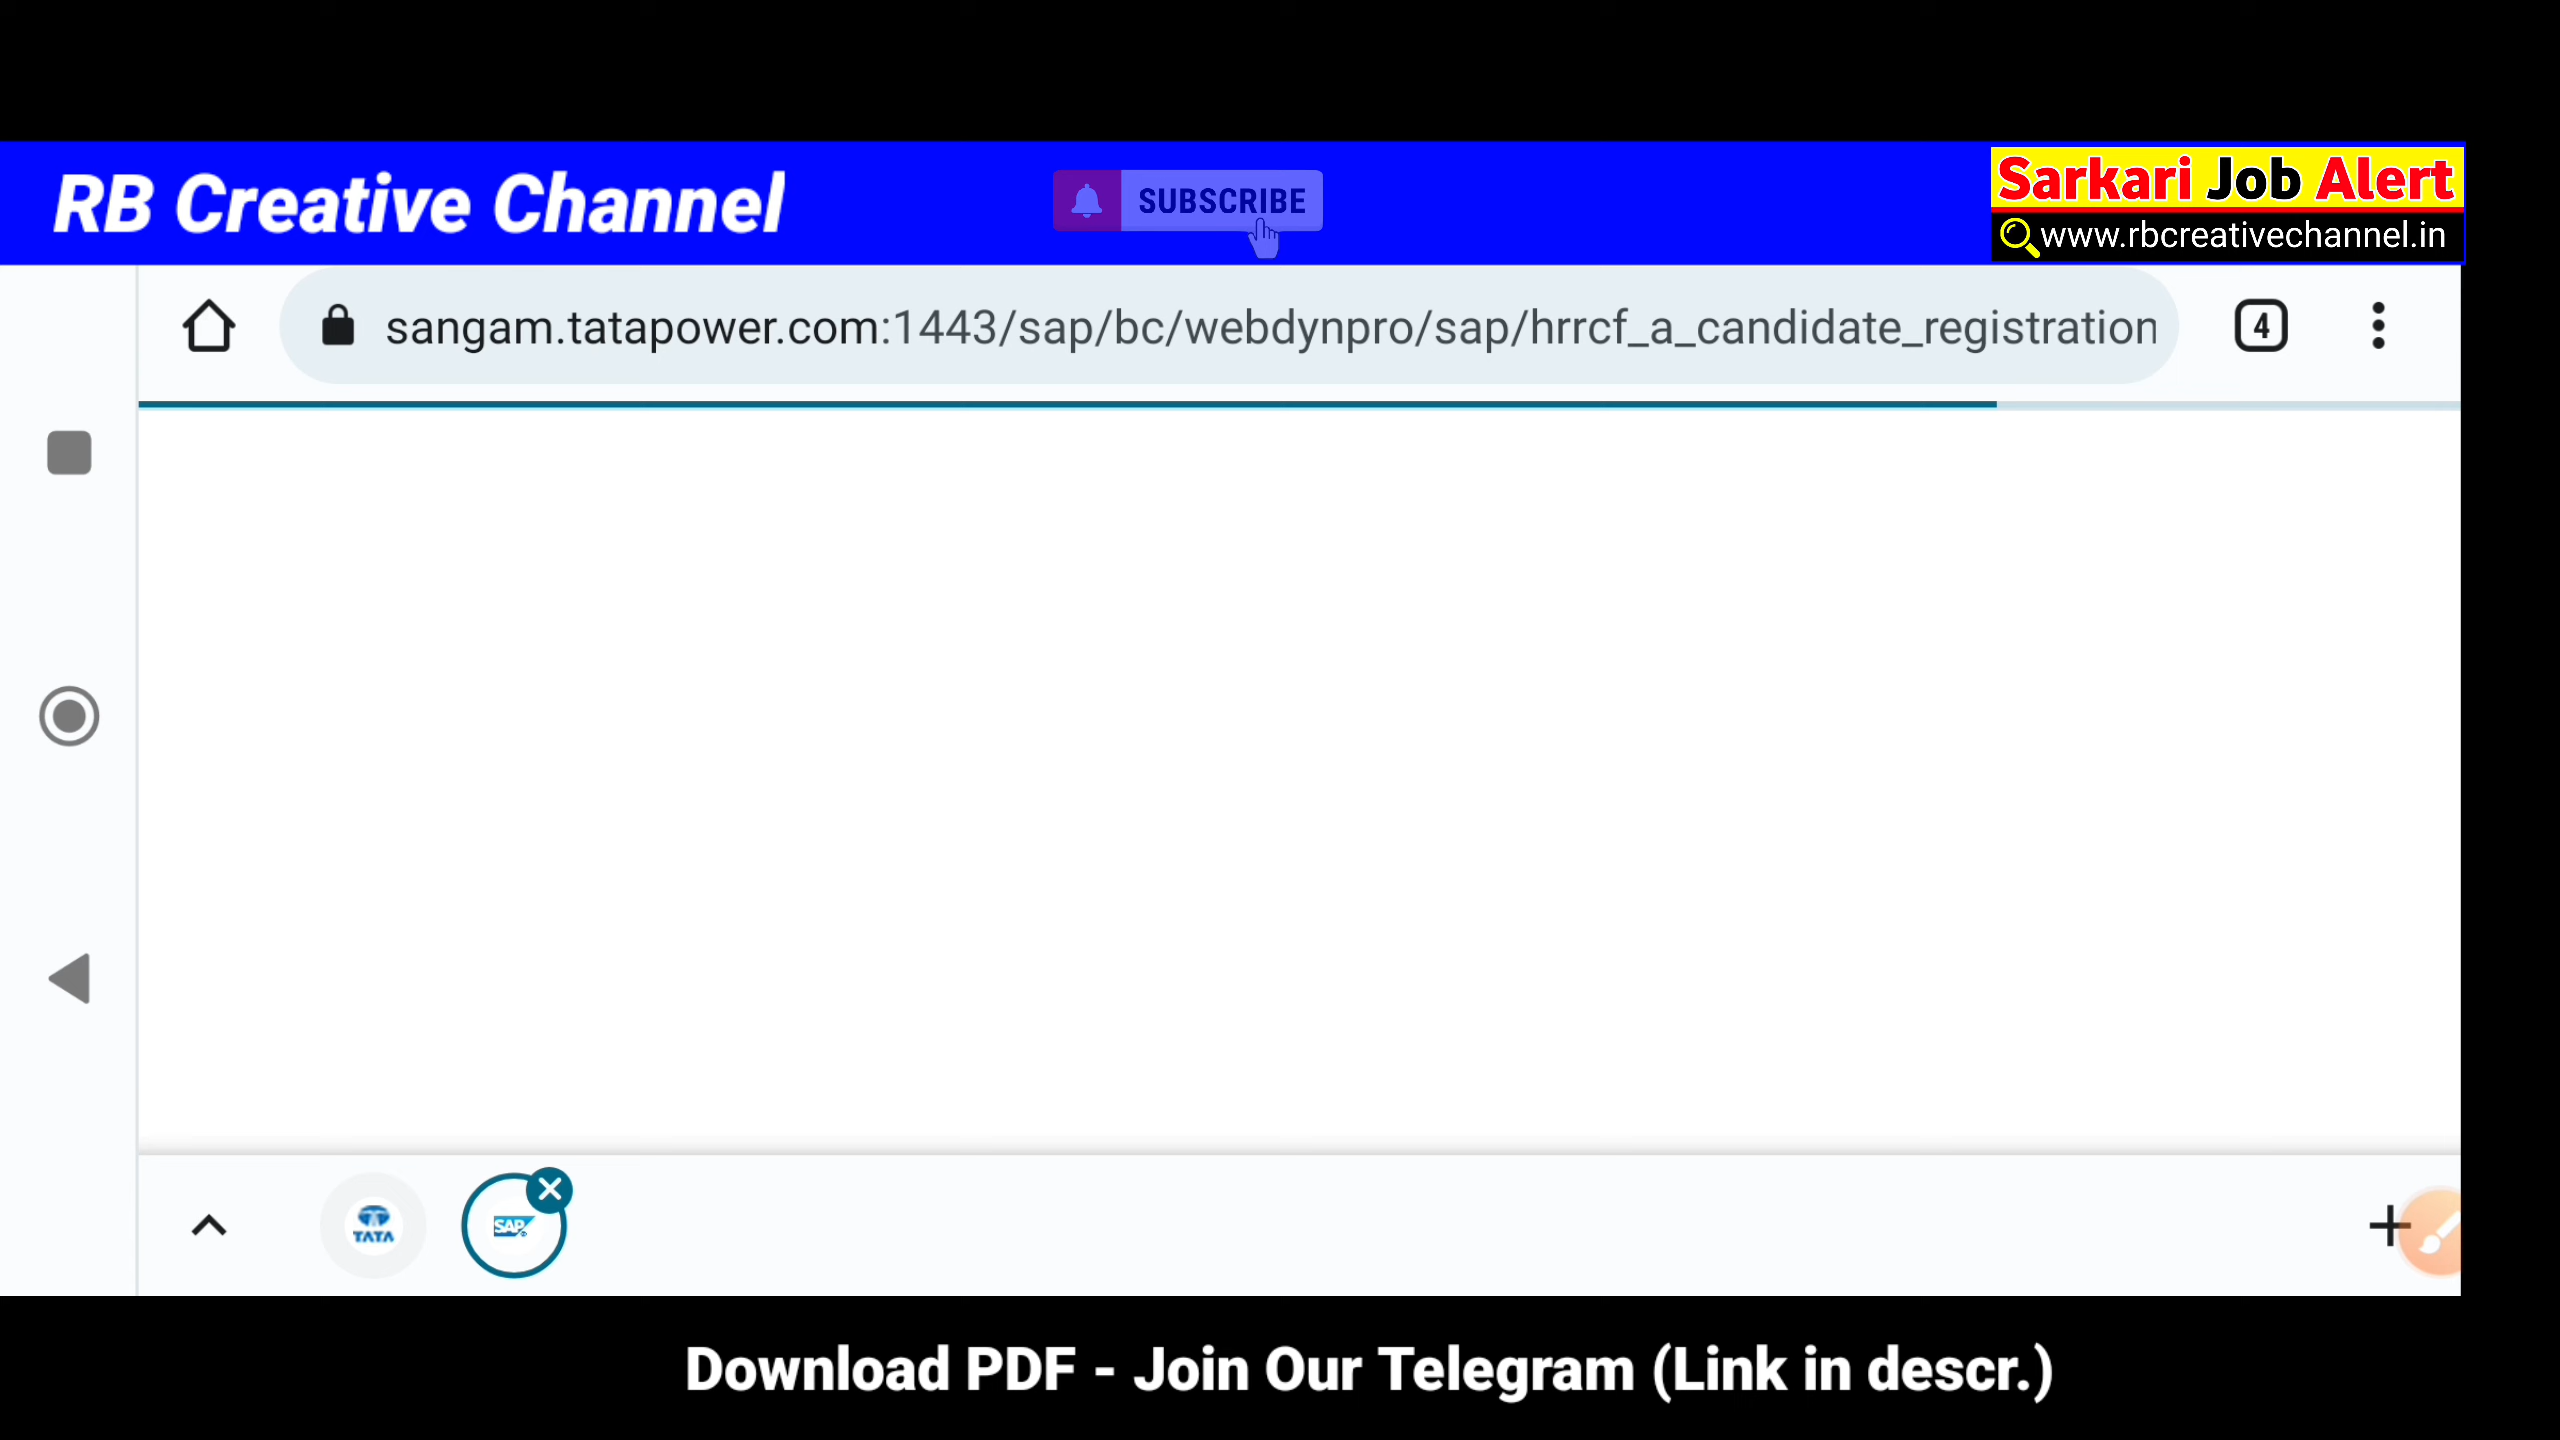 RB Creative Channel
SUBSCRIBE
Sarkari Job Alert
www.rbcreativechannel.in
sangam.tatapower.com:1443/sap/bc/webdynpro/sap/hrrcf_a_candidate_registration
4
TATA
SAP
Download PDF - Join Our Telegram (Link in descr.)